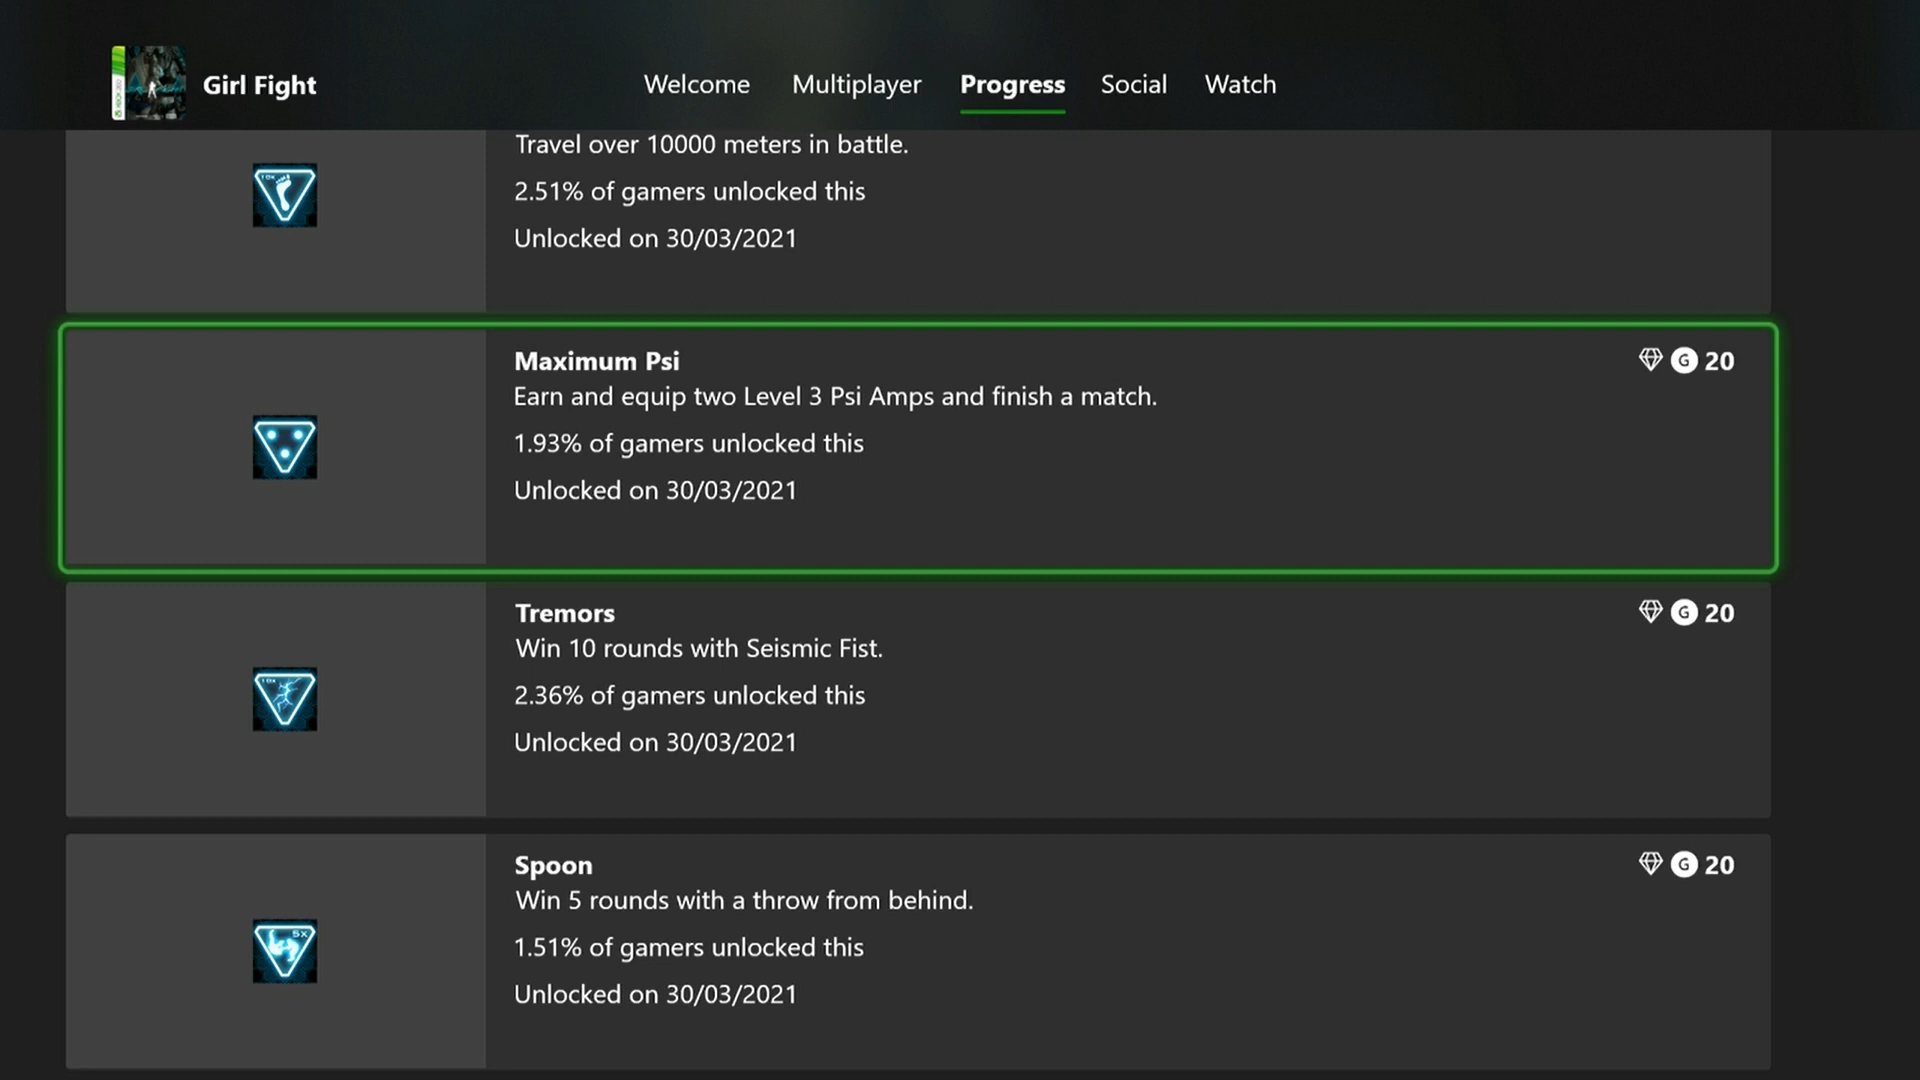 Girl Fight
Welcome Multiplayer Progress Social Watch
Travel over 10000 meters in battle.
2.51% of gamers unlocked this
Unlocked on 30/03/2021
Maximum Psi
G 20
Earn and equip two Level 3 Psi Amps and finish a match.
1.93% of gamers unlocked this
Unlocked on 30/03/2021
Tremors
G 20
Win 10 rounds with Seismic Fist.
2.36% of gamers unlocked this
Unlocked on 30/03/2021
Spoon
G 20
5X
Win 5 rounds with a throw from behind.
1.51% of gamers unlocked this
Unlocked on 30/03/2021